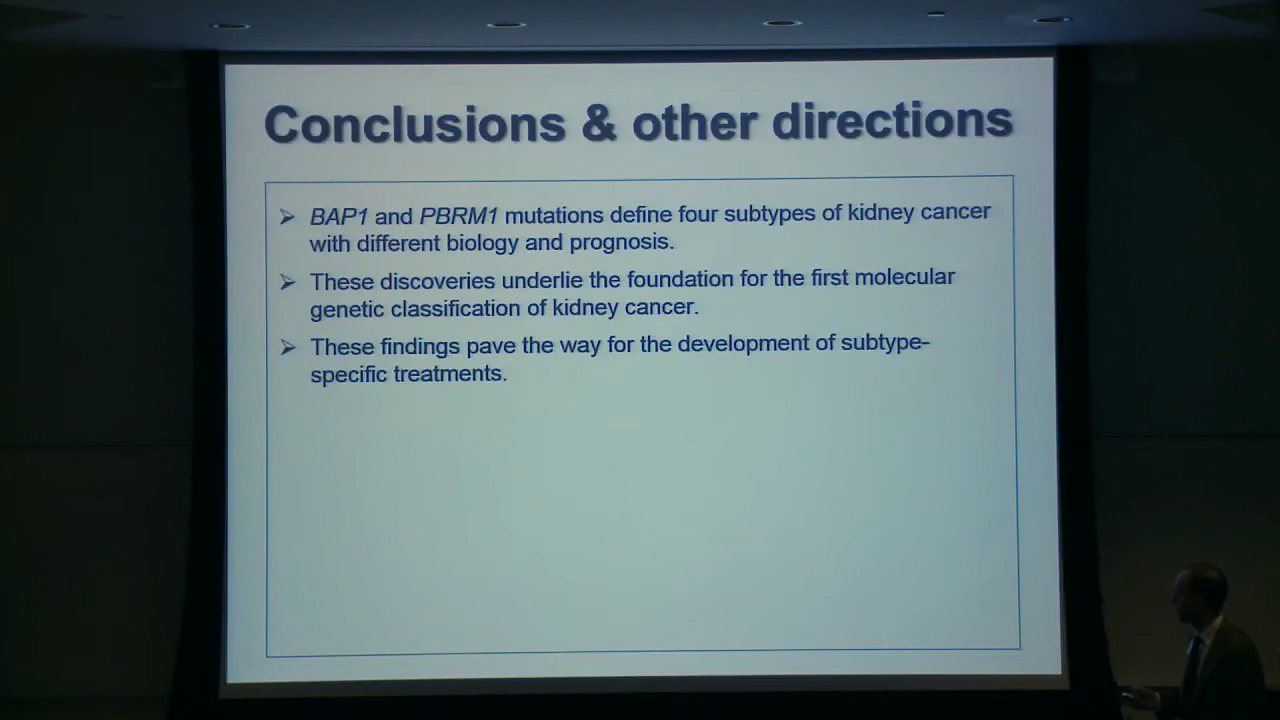 Conclusions & other directions
BAP1 and PBRM1 mutations define four subtypes of kidney cancer
with different biology and prognosis.
These discoveries underlie the foundation for the first molecular
genetic classification of kidney cancer.
These findings pave the way for the development of subtype-
specific treatments.